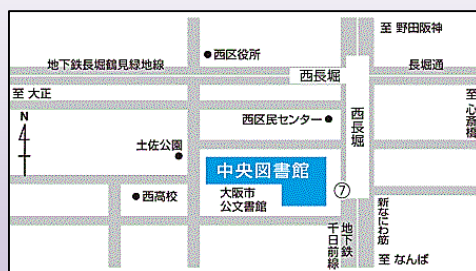 至 野田阪神
西区役所
地下鉄長堀鶴見緑地線
西長堀
長堀通
至 大正
至 心斎橋
N
西区民センター
西長堀
土佐公園
中央図書館
大阪市
公文書館
西高校
⑦
新なにわ筋
地下鉄
千日前線
至 なんば